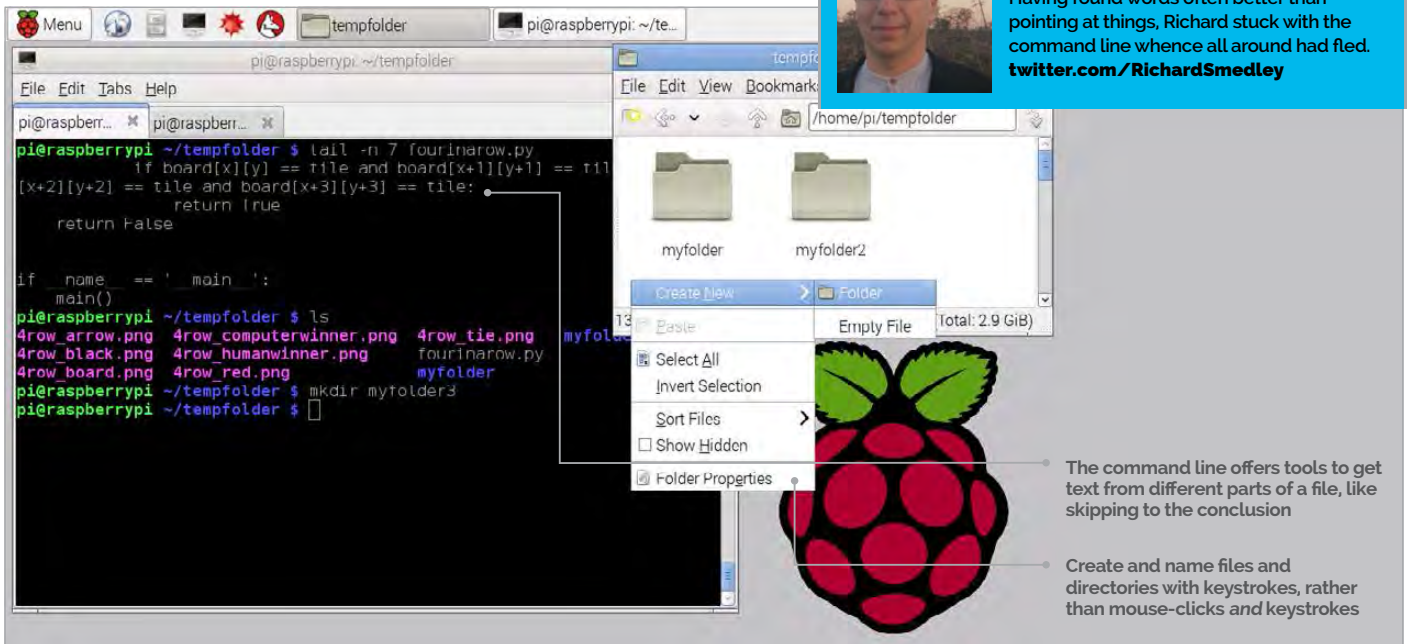 Menu
tempfolder
pi@raspberrypi: ~/te...
pointing at things, Richard stuck with the
command line whence all around had fled.
twitter.com/RichardSmedley
pi@raspberrypi: ~/tempfolder
File Edit Tabs Help
pi@raspberr...
pi@raspberr...
pi@raspberrypi ~/tempfolder $ tail -n 7 fourinarow.py
if board[x][y] == tile and board[x+1][y+1] == til
[x+2][y+2] == tile and board[x+3][y+3] == tile:
return True
return False
if __name__ == '__main__':
main()
pi@raspberrypi ~/tempfolder $ ls
4row_arrow.png 4row_computerwinner.png 4row_tie.png myfol
4row_black.png 4row_humanwinner.png fourinarow.py
4row_board.png 4row_red.png myfolder
pi@raspberrypi ~/tempfolder $ mkdir myfolder3
pi@raspberrypi ~/tempfolder $
tempfo
File Edit View Bookmark
/home/pi/tempfolder
myfolder
myfolder2
13
Total: 2.9 GiB)
Create New
Folder
Empty File
Paste
Select All
Invert Selection
Sort Files
Show Hidden
Folder Properties
The command line offers tools to get
text from different parts of a file, like
skipping to the conclusion
Create and name files and
directories with keystrokes, rather
than mouse-clicks and keystrokes